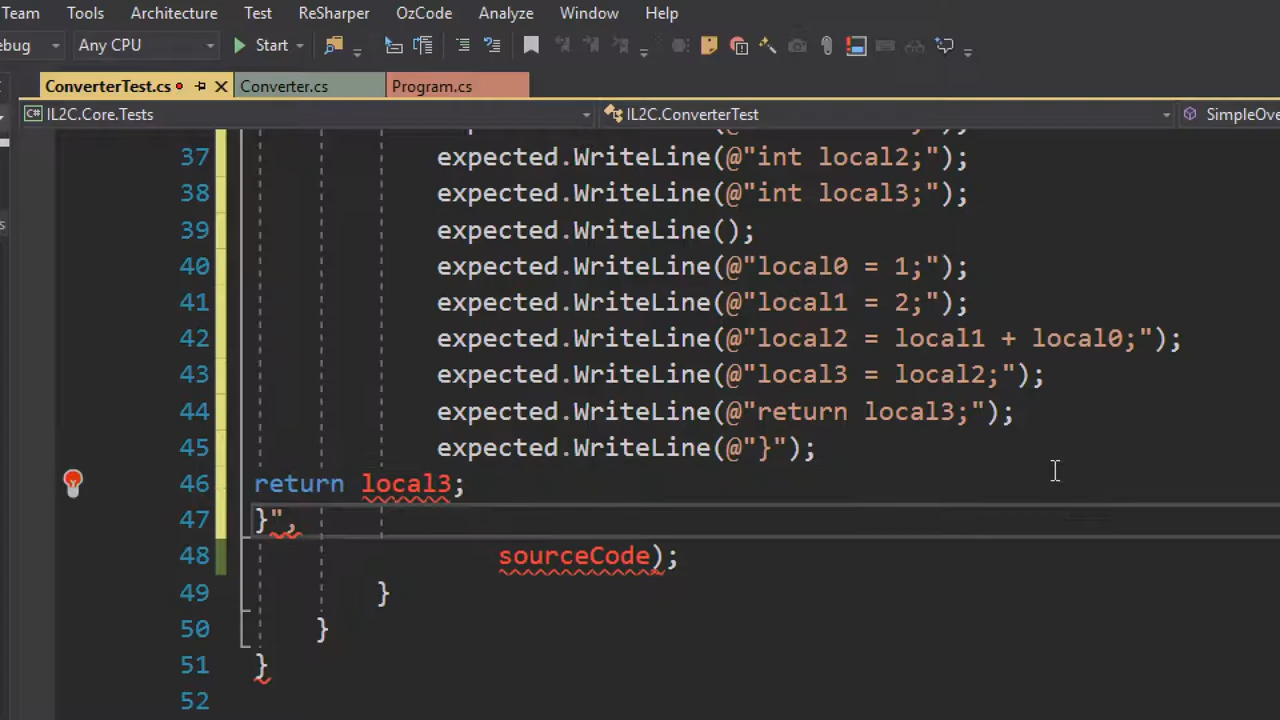 Team Tools Architecture Test ReSharper OzCode Analyze Window Help
ebug Any CPU Start
ConverterTest.cs Converter.cs Program.cs
IL2C.Core.Tests IL2C.ConverterTest SimpleOve
37 expected.WriteLine(@"int local2;");
38 expected.WriteLine(@"int local3;");
39 expected.WriteLine();
40 expected.WriteLine(@"local0 = 1;");
41 expected.WriteLine(@"local1 = 2;");
42 expected.WriteLine(@"local2 = local1 + local0;");
43 expected.WriteLine(@"local3 = local2;");
44 expected.WriteLine(@"return local3;");
45 expected.WriteLine(@"}");
46 return local3;
47 }",
48 sourceCode);
49 }
50 }
51 }
52